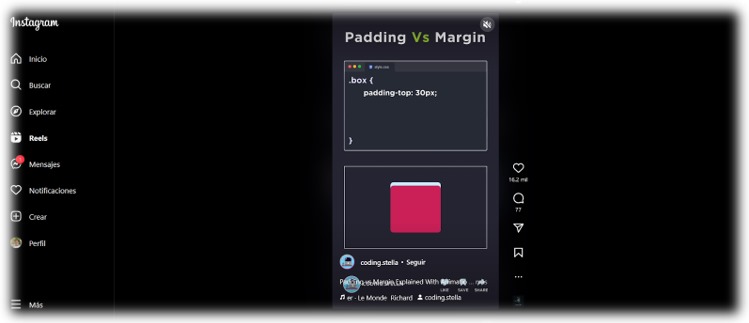 Instagram
Inicio
Buscar
Explorar
Reels
Mensajes
Notificaciones
Crear
Perfil
Más
Padding Vs Margin
style.css
.box {
padding-top: 30px;
}
coding.stella • Seguir
Padding vs Margin Explained With
LIKE
SAVE
SHARE
er · Le Monde Richard
coding.stella
16,2 mil
77